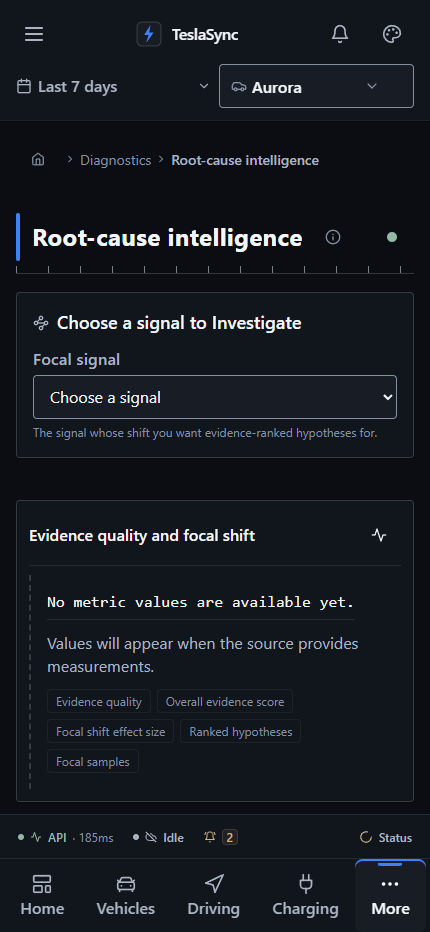 TeslaSync
Last 7 days
Aurora
Diagnostics
Root-cause intelligence
Root-cause intelligence
Choose a signal to Investigate
Focal signal
Choose a signal
The signal whose shift you want evidence-ranked hypotheses for.
Evidence quality and focal shift
No metric values are available yet.
Values will appear when the source provides
measurements.
Evidence quality
Overall evidence score
Focal shift effect size
Ranked hypotheses
Focal samples
API · 185ms
Idle
2
Status
Home
Vehicles
Driving
Charging
More